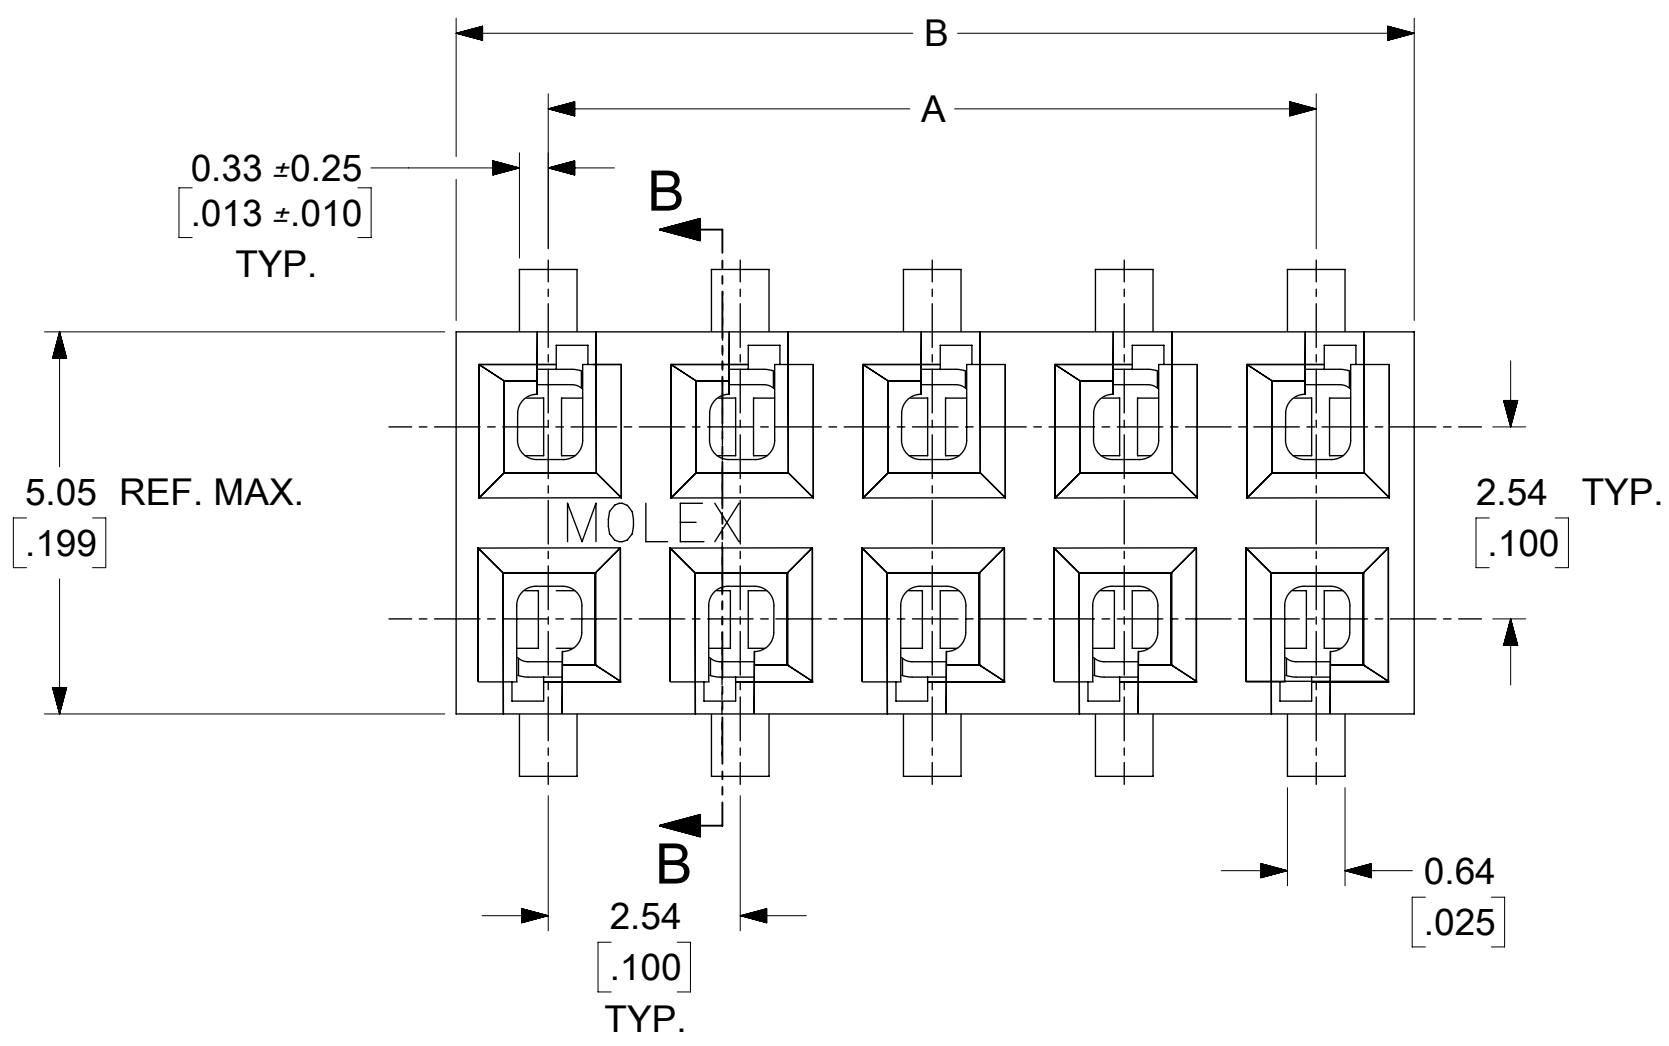 B
A
0.33 ±0.25
[.013 ±.010]
TYP.
B
5.05 REF. MAX.
[.199]
MOLEX
2.54 TYP.
[.100]
B
2.54
[.100]
TYP.
0.64
[.025]